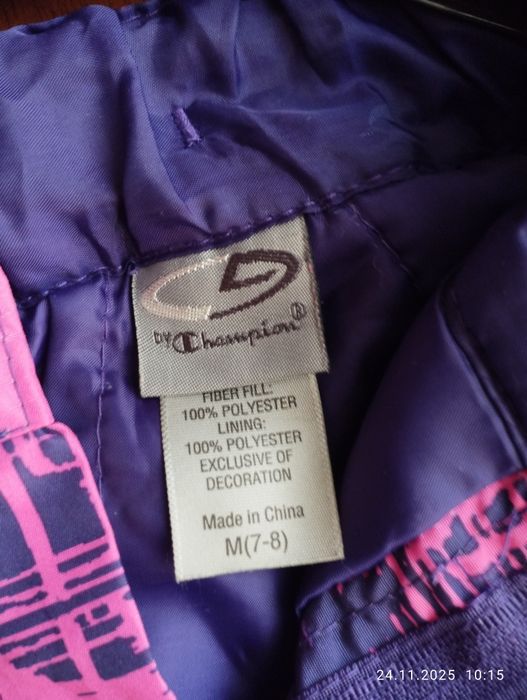 C9
by Champion®
FIBER FILL:
100% POLYESTER
LINING:
100% POLYESTER
EXCLUSIVE OF
DECORATION
Made in China
M(7-8)
24.11.2025 10:15